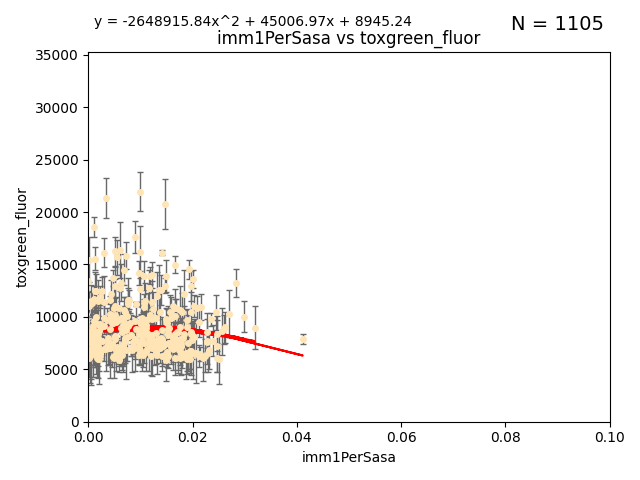 y = -2648915.84x^2 + 45006.97x + 8945.24
N = 1105
imm1PerSasa vs toxgreen_fluor
35000
30000
25000
20000
15000
10000
5000
0
toxgreen_fluor
0.00 0.02 0.04 0.06 0.08 0.10
imm1PerSasa